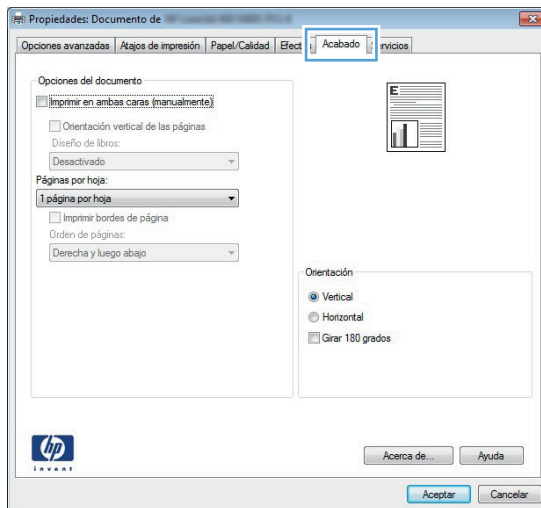 Propiedades: Documento de
Opciones avanzadas Atajos de impresión Papel/Calidad Acabado
Opciones del documento
Imprimir en ambas caras (manualmente)
Orientación vertical de las páginas
Diseño de libros:
Desactivado
Páginas por hoja:
1 página por hoja
Imprimir bordes de página
Orden de páginas:
Derecha y luego abajo
E
Orientación
Vertical
Horizontal
Girar 180 grados
hp
invent
Acerca de... Ayuda
Aceptar Cancelar